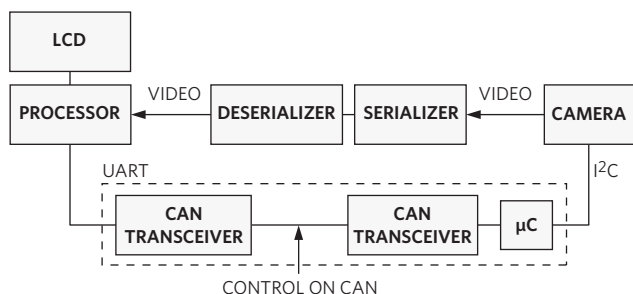 LCD
VIDEO
VIDEO
PROCESSOR
DESERIALIZER
SERIALIZER
CAMERA
UART
I²C
CAN
TRANSCEIVER
CAN
TRANSCEIVER
µC
CONTROL ON CAN